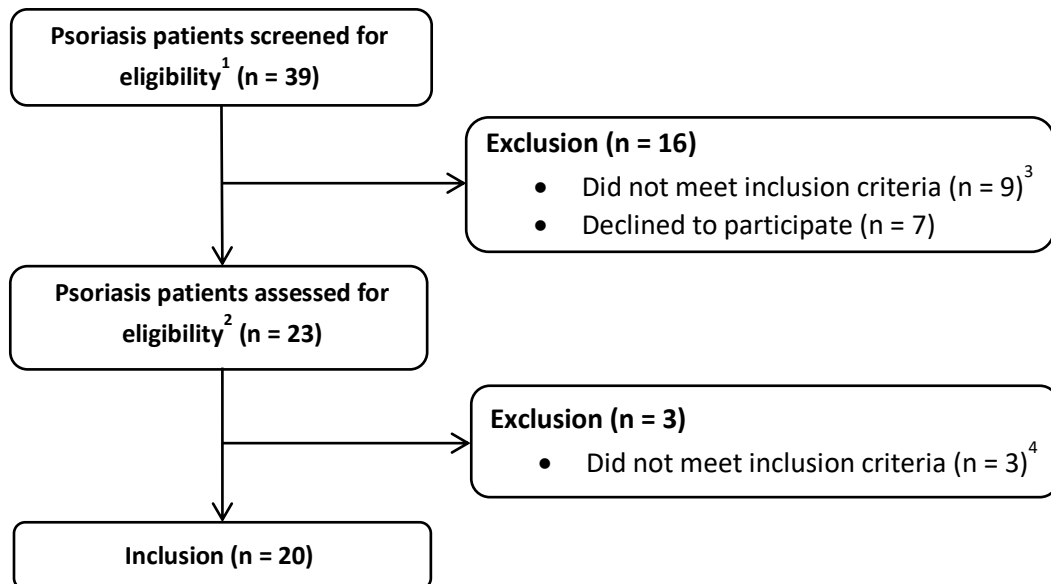 Psoriasis patients screened for
eligibility¹ (n = 39)
Exclusion (n = 16)
• Did not meet inclusion criteria (n = 9)³
• Declined to participate (n = 7)
Psoriasis patients assessed for
eligibility² (n = 23)
Exclusion (n = 3)
• Did not meet inclusion criteria (n = 3)⁴
Inclusion (n = 20)